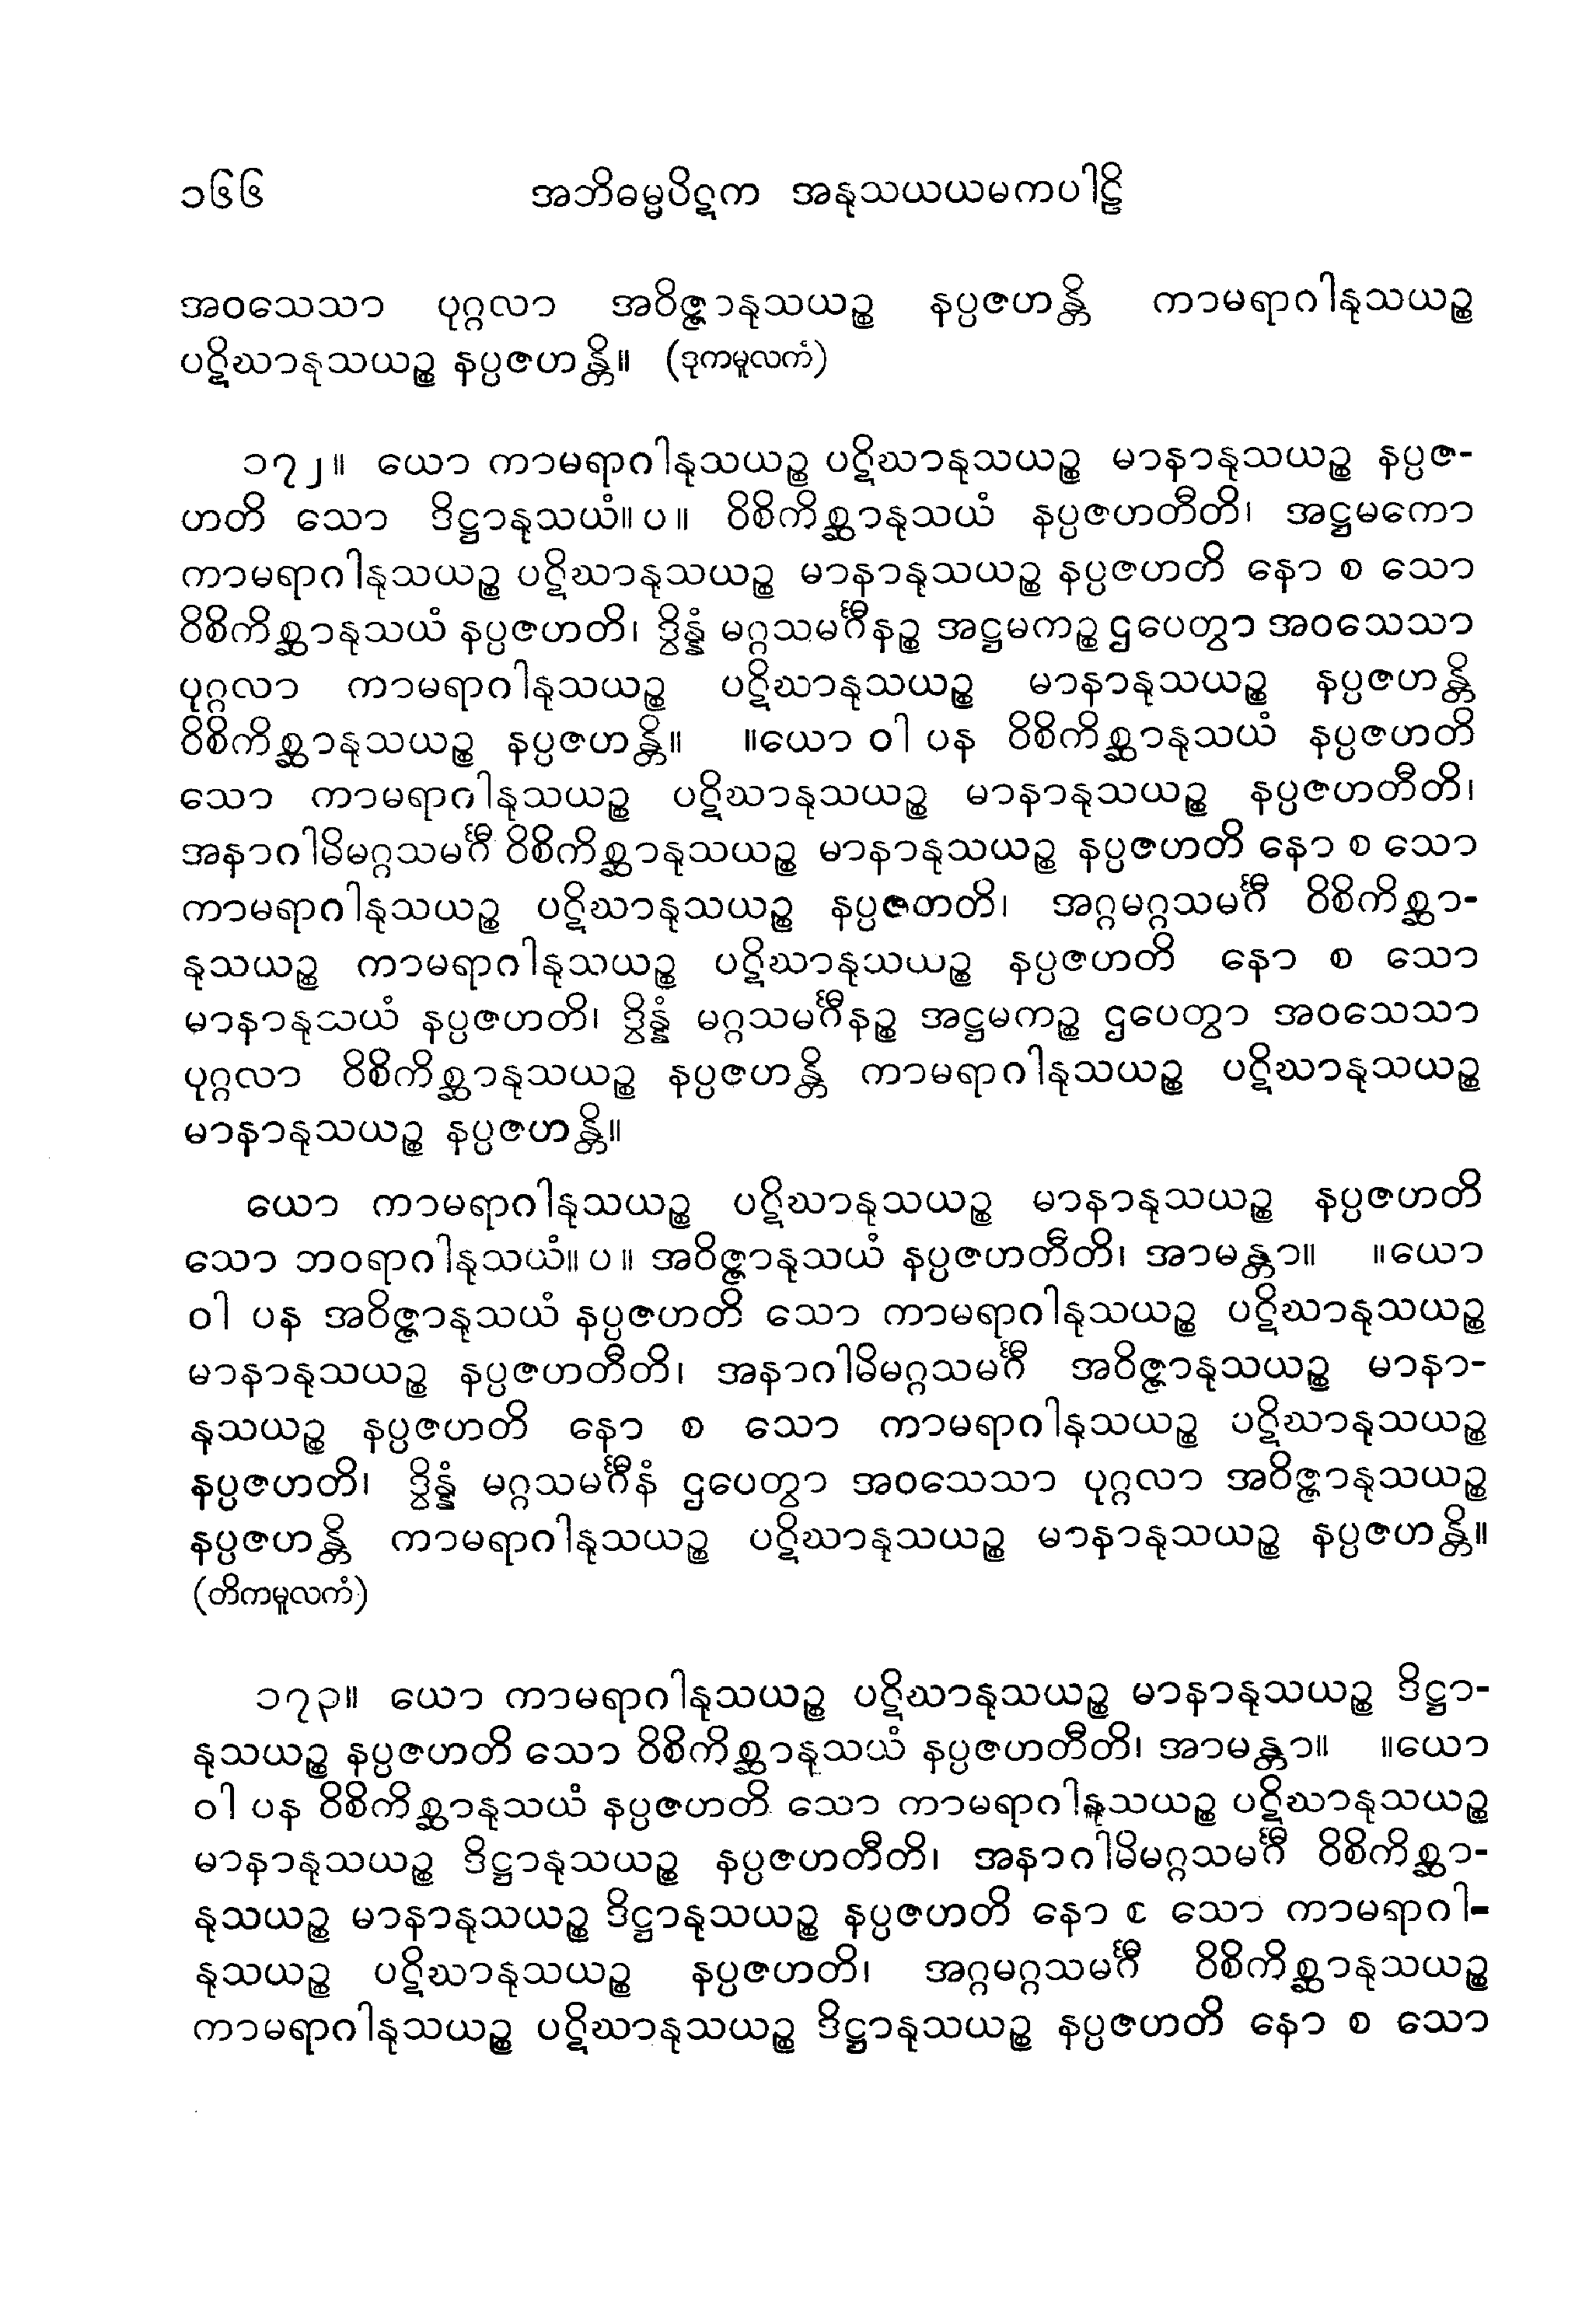 ၁၆၆ အဘိဓမ္မပိဋက အနုသယယမကပါဠိ
အဝသေသာ ပုဂ္ဂလာ အဝိဇ္ဇာနုသယဉ္စ နပ္ပဇဟန္တိ ကာမရာဂါနုသယဉ္စ
ပဋိဃာနုသယဉ္စ နပ္ပဇဟန္တိ။ (ဒုကမူလကံ)
၁၇၂။ ယော ကာမရာဂါနုသယဉ္စ ပဋိဃာနုသယဉ္စ မာနာနုသယဉ္စ နပ္ပဇ-
ဟတိ သော ဒိဋ္ဌာနုသယံ။ပ။ ဝိစိကိစ္ဆာနုသယံ နပ္ပဇဟတီတိ၊ အဋ္ဌမကော
ကာမရာဂါနုသယဉ္စ ပဋိဃာနုသယဉ္စ မာနာနုသယဉ္စ နပ္ပဇဟတိ နော စ သော
ဝိစိကိစ္ဆာနုသယံ နပ္ပဇဟတိ၊ ဒွိန္နံ မဂ္ဂသမင်္ဂီနဉ္စ အဋ္ဌမကဉ္စ ဌပေတွာ အဝသေသာ
ပုဂ္ဂလာ ကာမရာဂါနုသယဉ္စ ပဋိဃာနုသယဉ္စ မာနာနုသယဉ္စ နပ္ပဇဟန္တိ
ဝိစိကိစ္ဆာနုသယဉ္စ နပ္ပဇဟန္တိ။ ။ယော ဝါ ပန ဝိစိကိစ္ဆာနုသယံ နပ္ပဇဟတိ
သော ကာမရာဂါနုသယဉ္စ ပဋိဃာနုသယဉ္စ မာနာနုသယဉ္စ နပ္ပဇဟတီတိ၊
အနာဂါမိမဂ္ဂသမင်္ဂီ ဝိစိကိစ္ဆာနုသယဉ္စ မာနာနုသယဉ္စ နပ္ပဇဟတိ နော စ သော
ကာမရာဂါနုသယဉ္စ ပဋိဃာနုသယဉ္စ နပ္ပဇဟတိ၊ အဂ္ဂမဂ္ဂသမင်္ဂီ ဝိစိကိစ္ဆာ-
နုသယဉ္စ ကာမရာဂါနုသယဉ္စ ပဋိဃာနုသယဉ္စ နပ္ပဇဟတိ နော စ သော
မာနာနုသယံ နပ္ပဇဟတိ၊ ဒွိန္နံ မဂ္ဂသမင်္ဂီနဉ္စ အဋ္ဌမကဉ္စ ဌပေတွာ အဝသေသာ
ပုဂ္ဂလာ ဝိစိကိစ္ဆာနုသယဉ္စ နပ္ပဇဟန္တိ ကာမရာဂါနုသယဉ္စ ပဋိဃာနုသယဉ္စ
မာနာနုသယဉ္စ နပ္ပဇဟန္တိ။
ယော ကာမရာဂါနုသယဉ္စ ပဋိဃာနုသယဉ္စ မာနာနုသယဉ္စ နပ္ပဇဟတိ
သော ဘဝရာဂါနုသယံ။ပ။ အဝိဇ္ဇာနုသယံ နပ္ပဇဟတီတိ၊ အာမန္တာ။ ။ယော
ဝါ ပန အဝိဇ္ဇာနုသယံ နပ္ပဇဟတိ သော ကာမရာဂါနုသယဉ္စ ပဋိဃာနုသယဉ္စ
မာနာနုသယဉ္စ နပ္ပဇဟတီတိ၊ အနာဂါမိမဂ္ဂသမင်္ဂီ အဝိဇ္ဇာနုသယဉ္စ မာနာ-
နုသယဉ္စ နပ္ပဇဟတိ နော စ သော ကာမရာဂါနုသယဉ္စ ပဋိဃာနုသယဉ္စ
နပ္ပဇဟတိ၊ ဒွိန္နံ မဂ္ဂသမင်္ဂီနံ ဌပေတွာ အဝသေသာ ပုဂ္ဂလာ အဝိဇ္ဇာနုသယဉ္စ
နပ္ပဇဟန္တိ ကာမရာဂါနုသယဉ္စ ပဋိဃာနုသယဉ္စ မာနာနုသယဉ္စ နပ္ပဇဟန္တိ။
(တိကမူလကံ)
၁၇၃။ ယော ကာမရာဂါနုသယဉ္စ ပဋိဃာနုသယဉ္စ မာနာနုသယဉ္စ ဒိဋ္ဌာ-
နုသယဉ္စ နပ္ပဇဟတိ သော ဝိစိကိစ္ဆာနုသယံ နပ္ပဇဟတီတိ၊ အာမန္တာ။ ။ယော
ဝါ ပန ဝိစိကိစ္ဆာနုသယံ နပ္ပဇဟတိ သော ကာမရာဂါနုသယဉ္စ ပဋိဃာနုသယဉ္စ
မာနာနုသယဉ္စ ဒိဋ္ဌာနုသယဉ္စ နပ္ပဇဟတီတိ၊ အနာဂါမိမဂ္ဂသမင်္ဂီ ဝိစိကိစ္ဆာ-
နုသယဉ္စ မာနာနုသယဉ္စ ဒိဋ္ဌာနုသယဉ္စ နပ္ပဇဟတိ နော စ သော ကာမရာဂါ-
နုသယဉ္စ ပဋိဃာနုသယဉ္စ နပ္ပဇဟတိ၊ အဂ္ဂမဂ္ဂသမင်္ဂီ ဝိစိကိစ္ဆာနုသယဉ္စ
ကာမရာဂါနုသယဉ္စ ပဋိဃာနုသယဉ္စ ဒိဋ္ဌာနုသယဉ္စ နပ္ပဇဟတိ နော စ သော